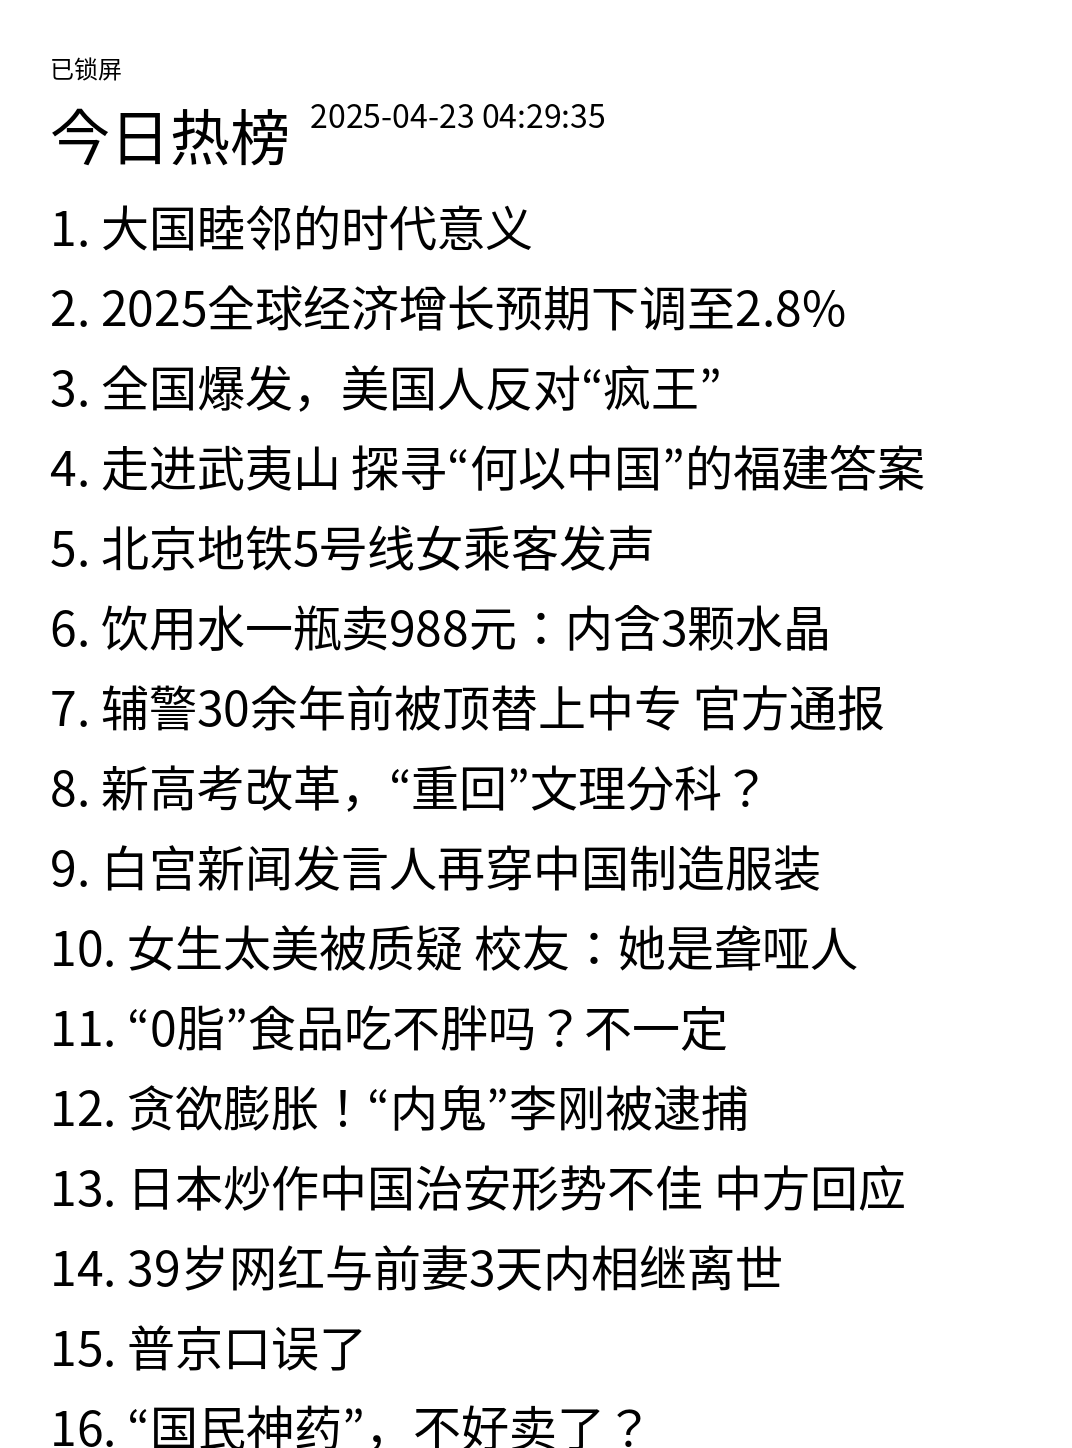 已锁屏
今日热榜 2025-04-23 04:29:35
1. 大国睦邻的时代意义
2. 2025全球经济增长预期下调至2.8%
3. 全国爆发，美国人反对“疯王”
4. 走进武夷山 探寻“何以中国”的福建答案
5. 北京地铁5号线女乘客发声
6. 饮用水一瓶卖988元：内含3颗水晶
7. 辅警30余年前被顶替上中专 官方通报
8. 新高考改革，“重回”文理分科？
9. 白宫新闻发言人再穿中国制造服装
10. 女生太美被质疑 校友：她是聋哑人
11. “0脂”食品吃不胖吗？不一定
12. 贪欲膨胀！“内鬼”李刚被逮捕
13. 日本炒作中国治安形势不佳 中方回应
14. 39岁网红与前妻3天内相继离世
15. 普京口误了
16. “国民神药”，不好卖了？